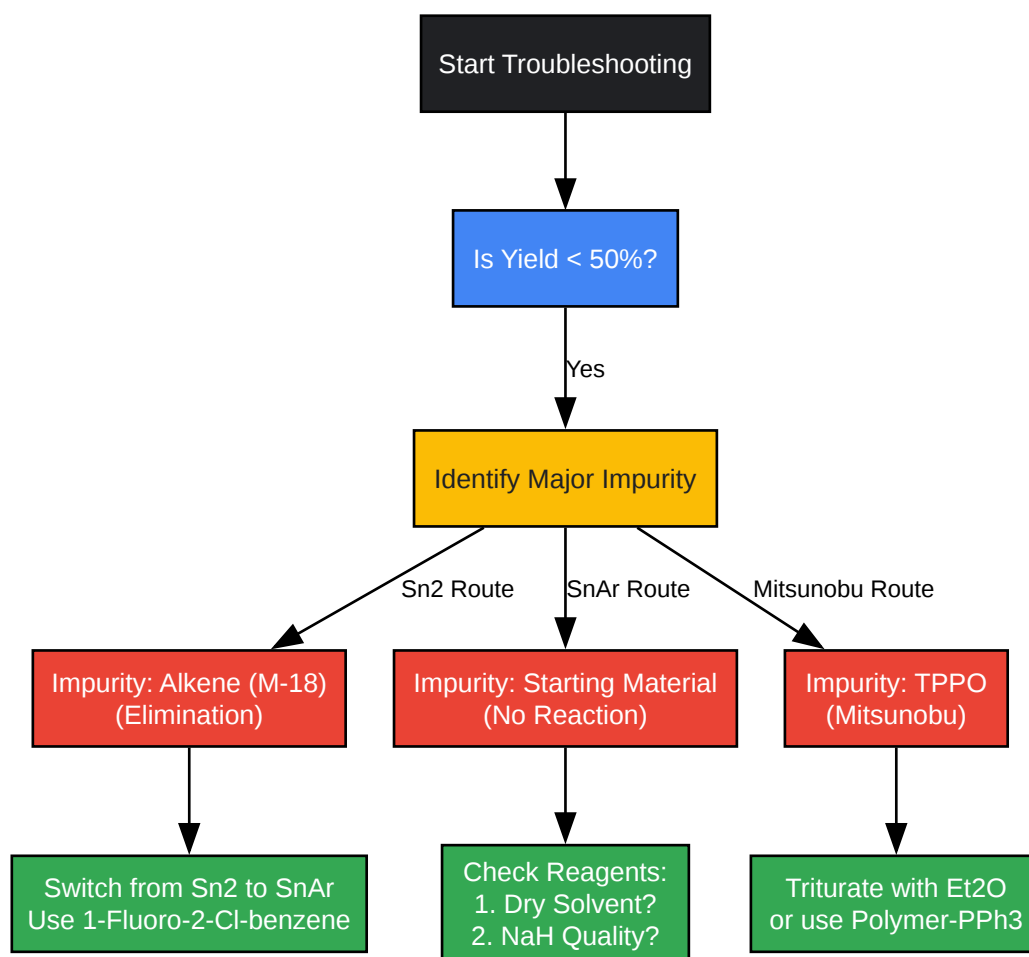 Start Troubleshooting
Is Yield < 50%?
Yes
Identify Major Impurity
Sn2 Route
SnAr Route
Mitsunobu Route
Impurity: Alkene (M-18)
(Elimination)
Impurity: Starting Material
(No Reaction)
Impurity: TPPO
(Mitsunobu)
Switch from Sn2 to SnAr
Use 1-Fluoro-2-Cl-benzene
Check Reagents:
1. Dry Solvent?
2. NaH Quality?
Triturate with Et2O
or use Polymer-PPh3